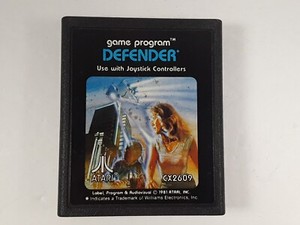 game program™
DEFENDER*
Use with Joystick Controllers
ATARI®
CX2609
Label, Program & Audiovisual © 1981 ATARI, INC.
* Indicates a Trademark of Williams Electronics, Inc.